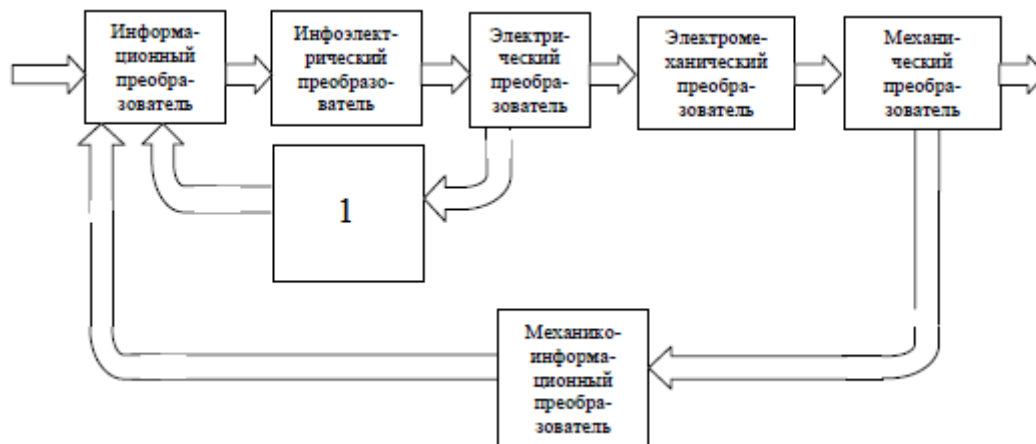 Информа-
ционный
преобра-
зователь
Инфоэлект-
рический
преобразо-
ватель
Электри-
ческий
преобра-
зователь
Электроме-
ханический
преобра-
зователь
Механи-
ческий
преобра-
зователь
1
Механико-
информа-
ционный
преобра-
зователь